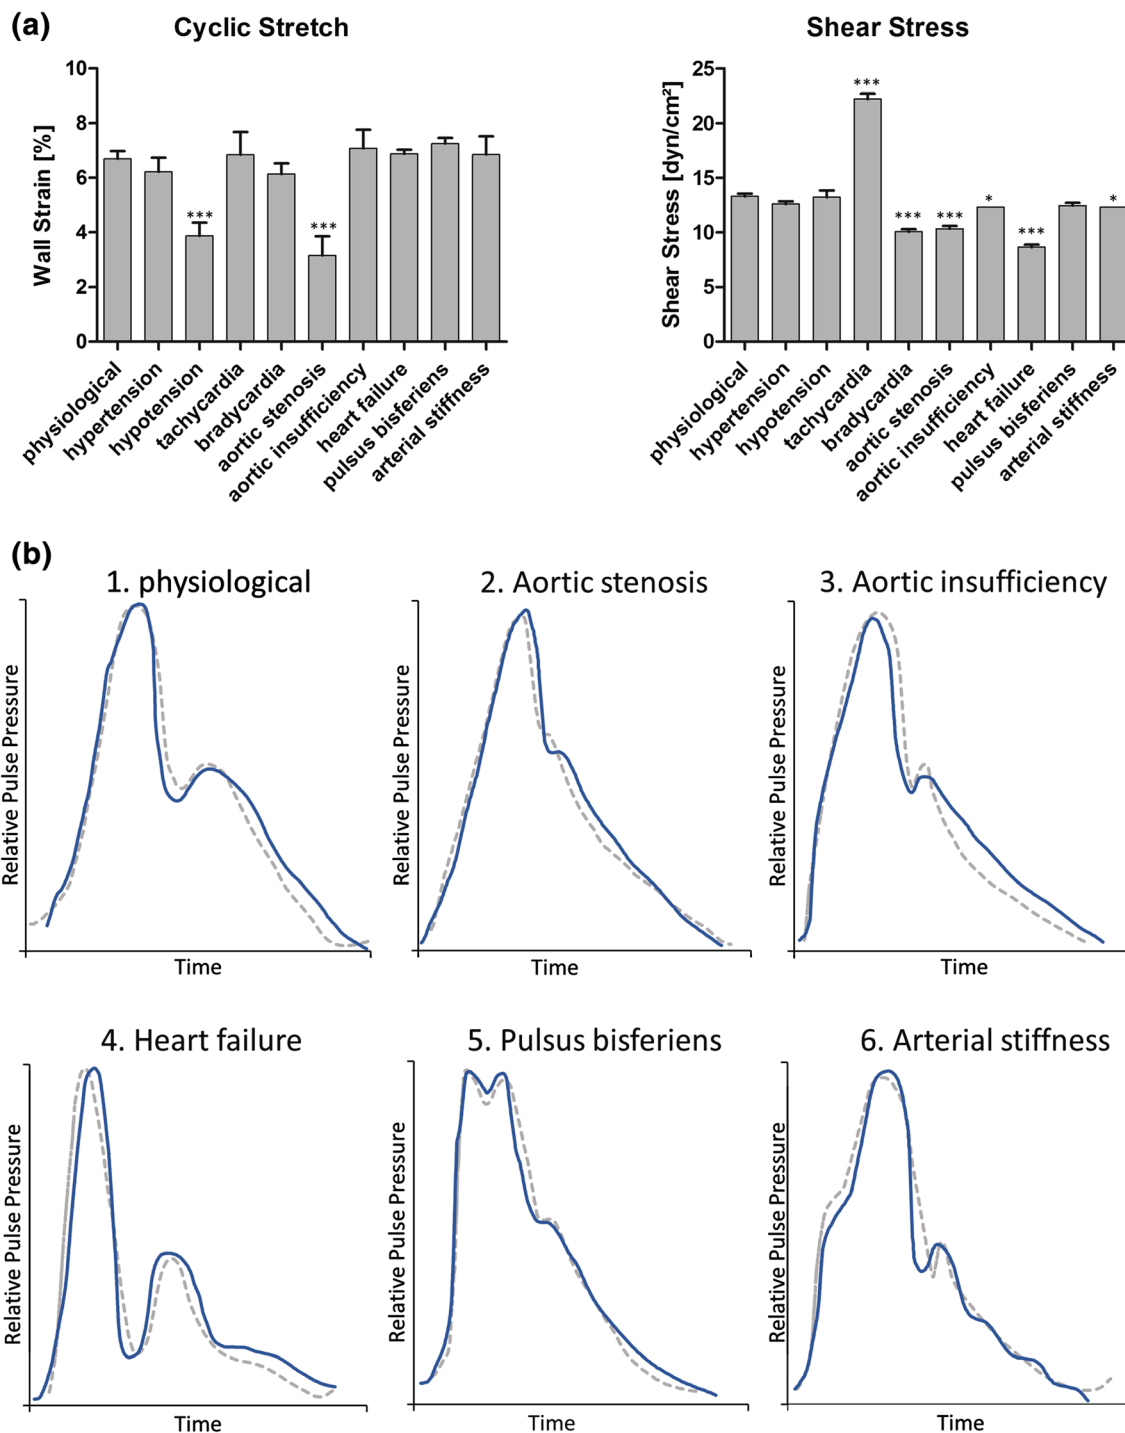 (a)
Cyclic Stretch
Wall Strain [%]
10
8
6
4
2
0
***
***
physiological
hypertension
hypotension
tachycardia
bradycardia
aortic stenosis
aortic insufficiency
heart failure
pulsus bisferiens
arterial stiffness
Shear Stress
Shear Stress [dyn/cm²]
25
20
15
10
5
0
***
***
***
*
***
*
physiological
hypertension
hypotension
tachycardia
bradycardia
aortic stenosis
aortic insufficiency
heart failure
pulsus bisferiens
arterial stiffness
(b)
1. physiological
Relative Pulse Pressure
Time
2. Aortic stenosis
Relative Pulse Pressure
Time
3. Aortic insufficiency
Relative Pulse Pressure
Time
4. Heart failure
Relative Pulse Pressure
Time
5. Pulsus bisferiens
Relative Pulse Pressure
Time
6. Arterial stiffness
Relative Pulse Pressure
Time